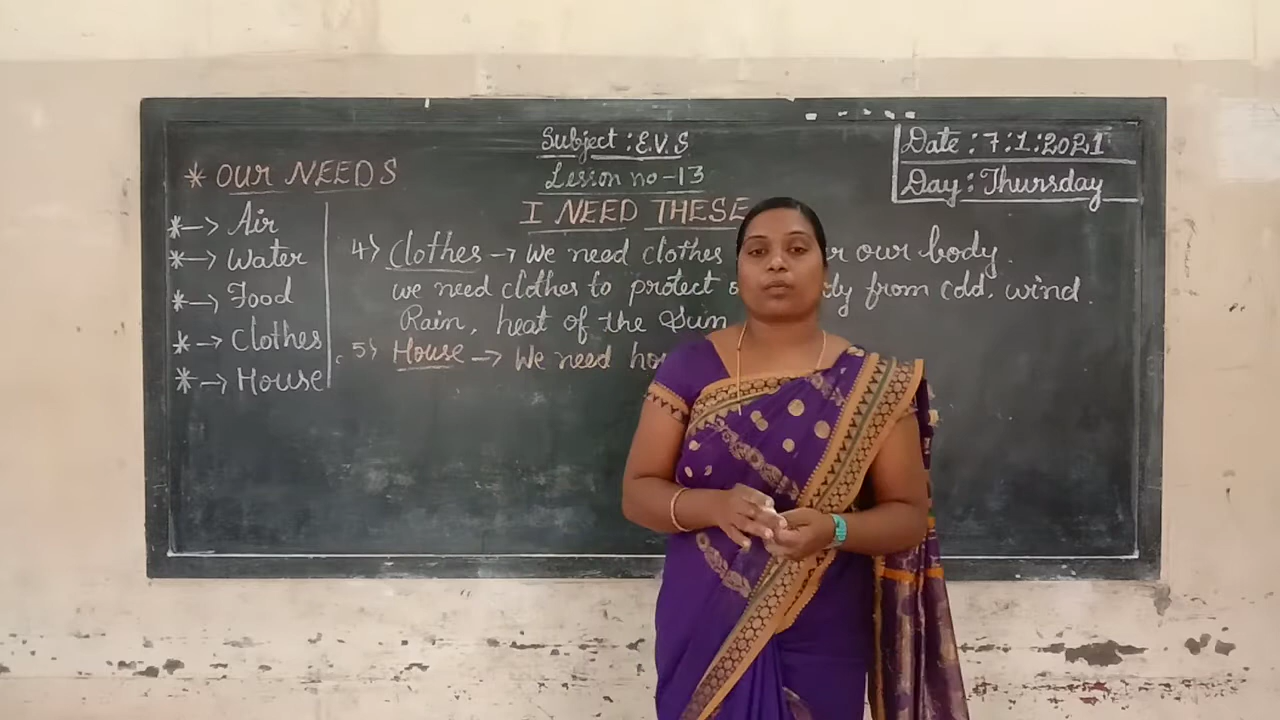 Subject : E.V.S
Lesson no-13
I NEED THESE
Date : 7:1:2021
Day : Thursday
* OUR NEEDS
*–> Air
*–> Water
*–> Food
*–> Clothes
*–> House
4) Clothes –> We need clothes our body.
we need clothes to protect from cold. wind.
Rain, heat of the Sun
5) House –> We need